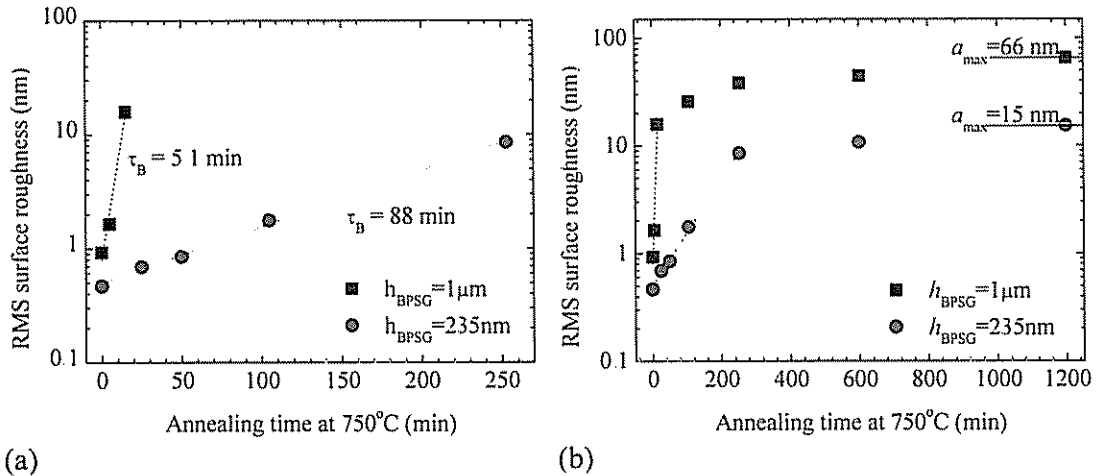 100
10
1
0.1
RMS surface roughness (nm)
τB = 5 1 min
τB = 88 min
hBPSG=1μm
hBPSG=235nm
0 50 100 150 200 250
Annealing time at 750°C (min)
(a)
100
10
1
0.1
RMS surface roughness (nm)
amax=66 nm
amax=15 nm
hBPSG=1μm
hBPSG=235nm
0 200 400 600 800 1000 1200
Annealing time at 750°C (min)
(b)